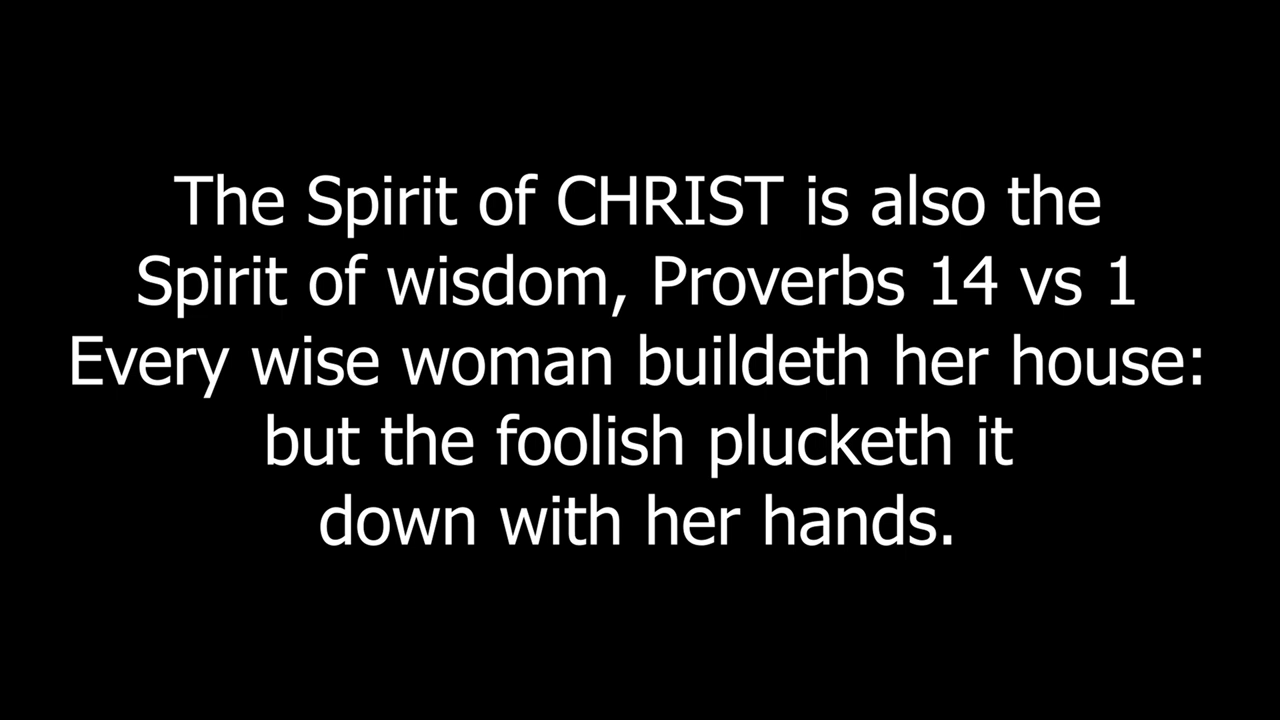 The Spirit of CHRIST is also the
Spirit of wisdom, Proverbs 14 vs 1
Every wise woman buildeth her house:
but the foolish plucketh it
down with her hands.